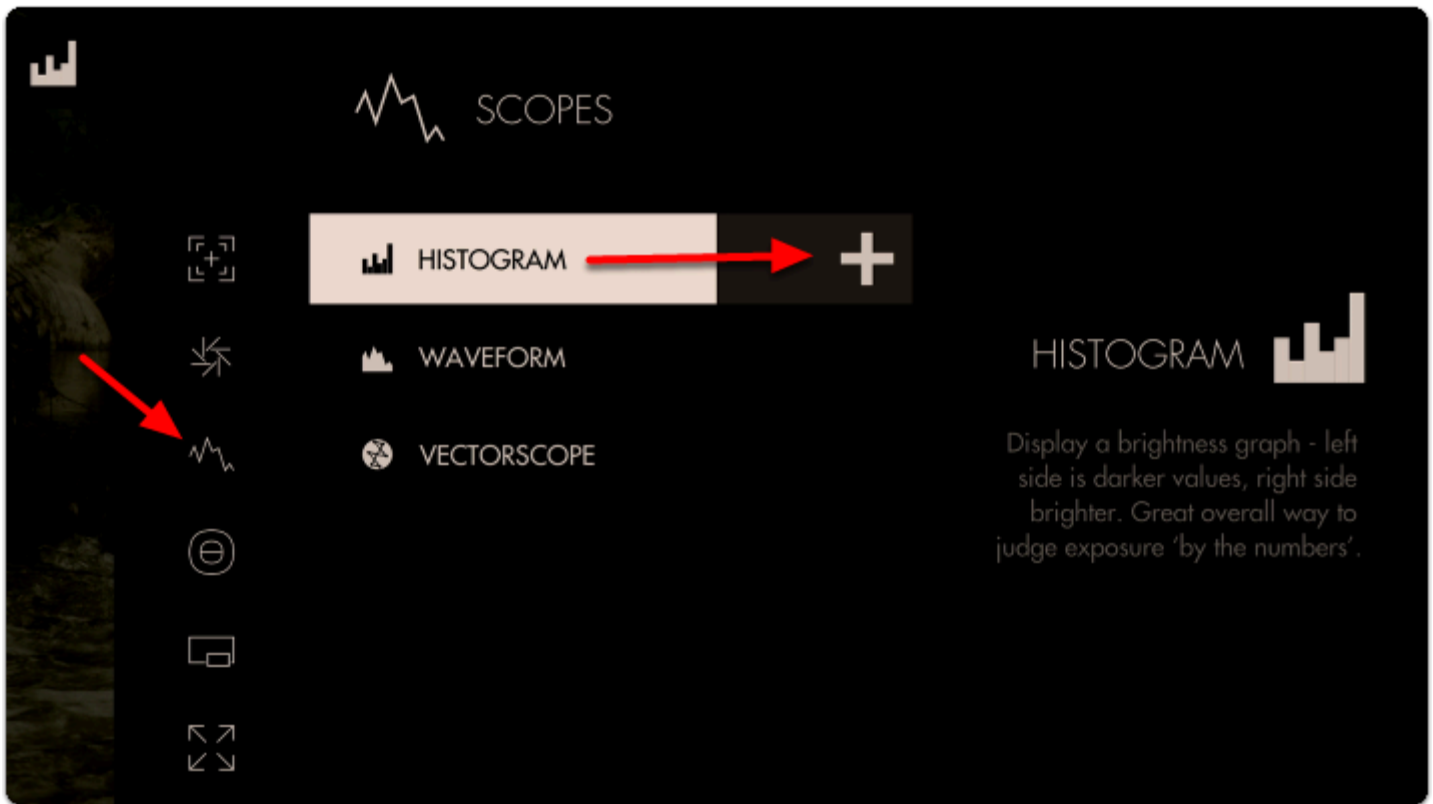 SCOPES
HISTOGRAM
WAVEFORM
VECTORSCOPE
HISTOGRAM
Display a brightness graph - left
side is darker values, right side
brighter. Great overall way to
judge exposure ‘by the numbers’.